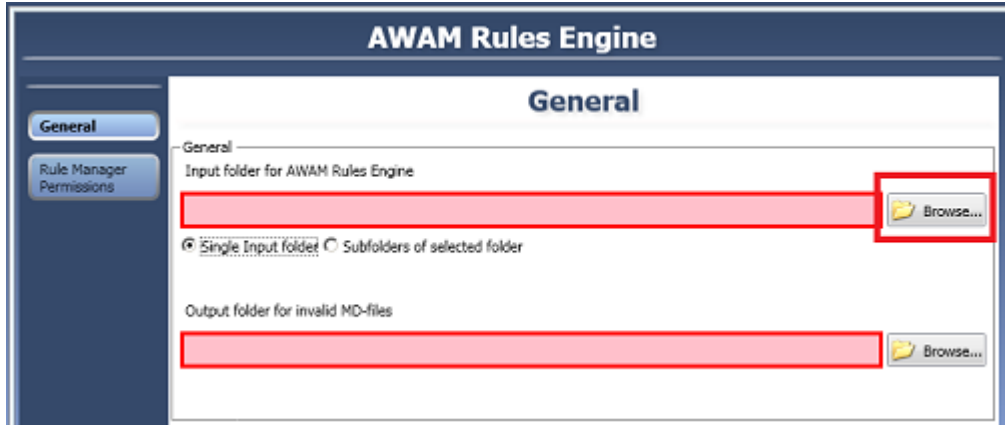 AWAM Rules Engine
General
General
General
Rule Manager
Permissions
Input folder for AWAM Rules Engine
Browse...
Single Input folder Subfolders of selected folder
Output folder for invalid MD-files
Browse...